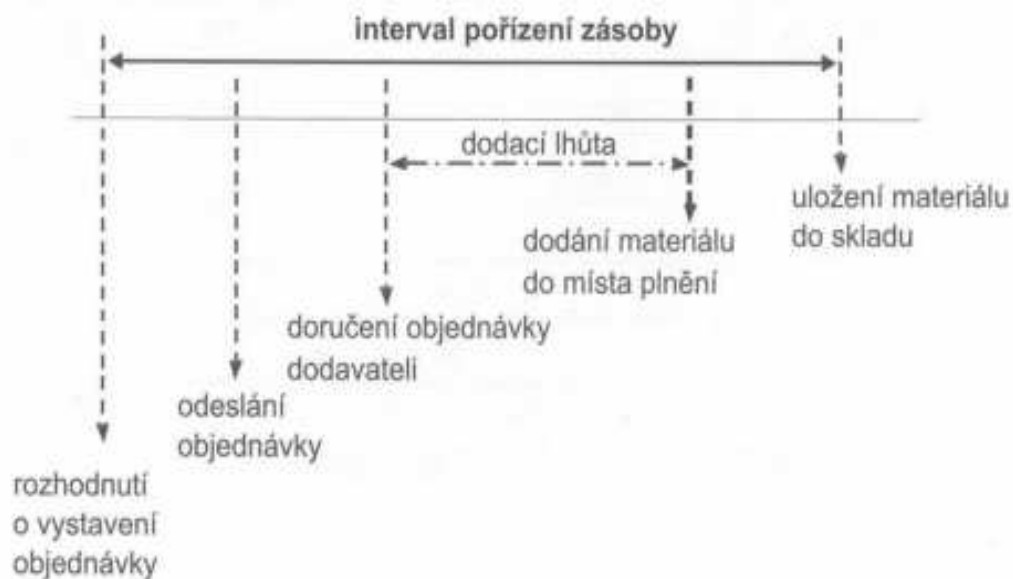 interval pořízení zásoby
dodací lhůta
uložení materiálu
do skladu
dodání materiálu
do místa plnění
doručení objednávky
dodavateli
odeslání
objednávky
rozhodnutí
o vystavení
objednávky